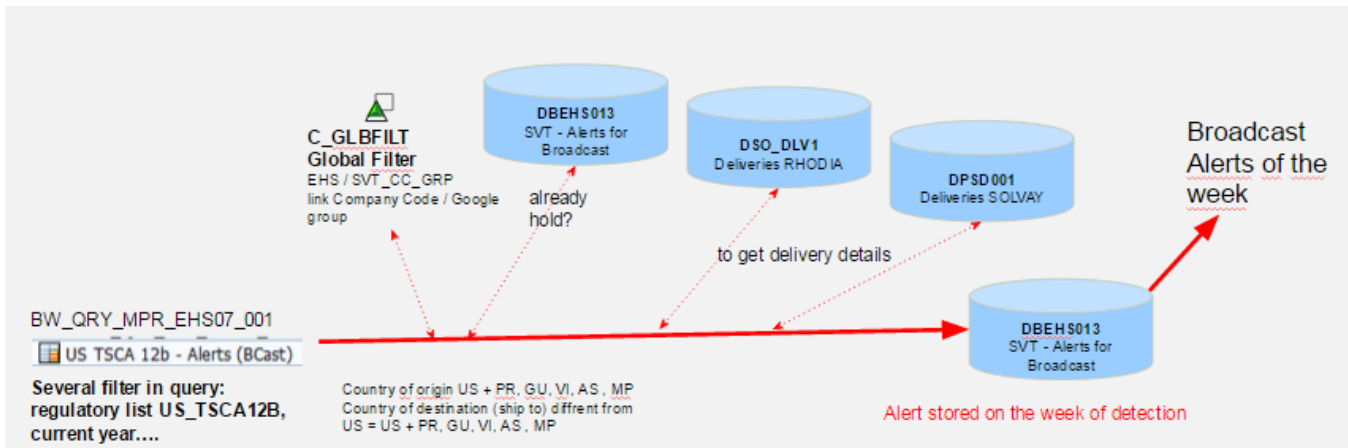 C_GLBFILT
Global Filter
EHS / SVT_CC_GRP
link Company Code / Google
group
DBEHS013
SVT - Alerts for
Broadcast
already
hold?
DSO_DLV1
Deliveries RHODIA
DPSD001
Deliveries SOLVAY
to get delivery details
Broadcast
Alerts of the
week
BW_QRY_MPR_EHS07_001
US TSCA 12b - Alerts (BCast)
Several filter in query:
regulatory list US_TSCA12B,
current year....
Country of origin US + PR, GU, VI, AS , MP
Country of destination (ship to) diffrent from
US = US + PR, GU, VI, AS , MP
DBEHS013
SVT - Alerts for
Broadcast
Alert stored on the week of detection